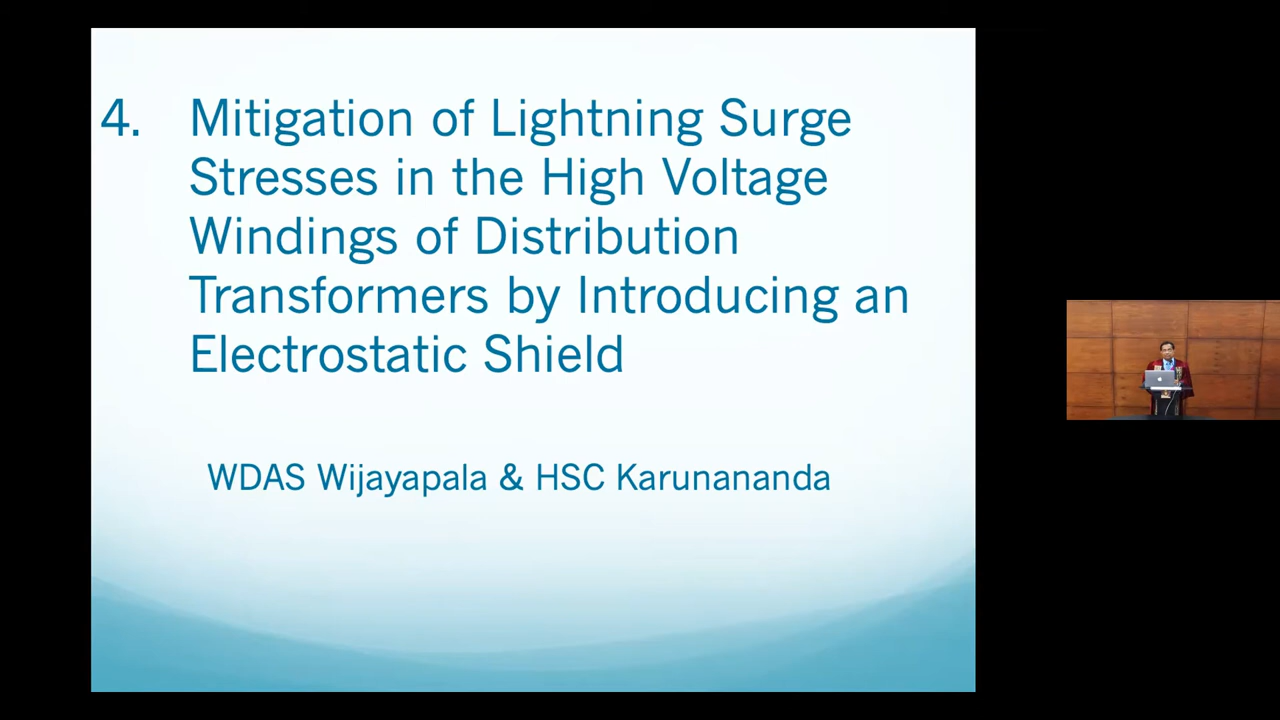 4. Mitigation of Lightning Surge
Stresses in the High Voltage
Windings of Distribution
Transformers by Introducing an
Electrostatic Shield
WDAS Wijayapala & HSC Karunananda